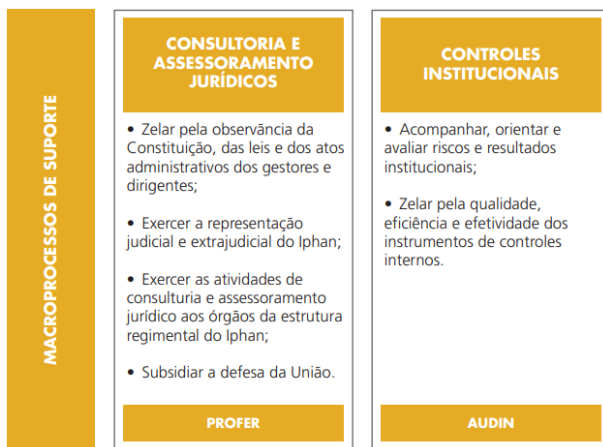 MACROPROCESSOS DE SUPORTE
CONSULTORIA E
ASSESSORAMENTO
JURÍDICOS
• Zelar pela observância da
Constituição, das leis e dos atos
administrativos dos gestores e
dirigentes;
• Exercer a representação
judicial e extrajudicial do Iphan;
• Exercer as atividades de
consulturia e assessoramento
jurídico aos órgãos da estrutura
regimental do Iphan;
• Subsidiar a defesa da União.
PROFER
CONTROLES
INSTITUCIONAIS
• Acompanhar, orientar e
avaliar riscos e resultados
institucionais;
• Zelar pela qualidade,
eficiência e efetividade dos
instrumentos de controles
internos.
AUDIN